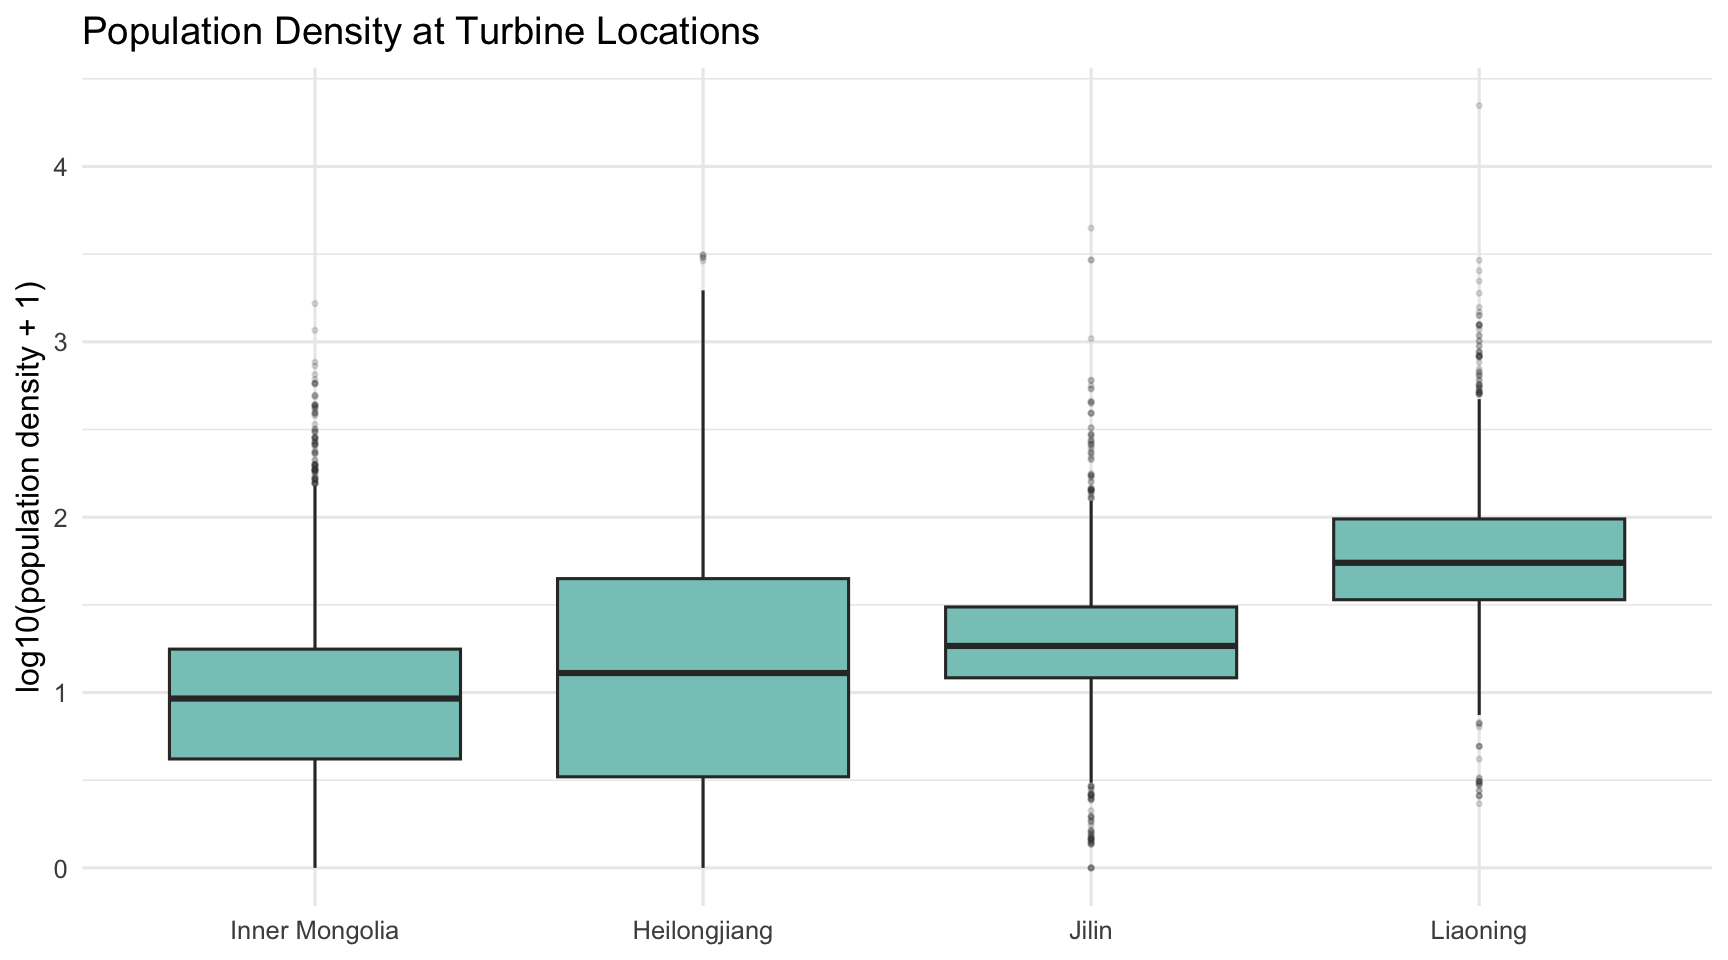 Population Density at Turbine Locations
log10(population density + 1)
4
3
2
1
0
Inner Mongolia
Heilongjiang
Jilin
Liaoning